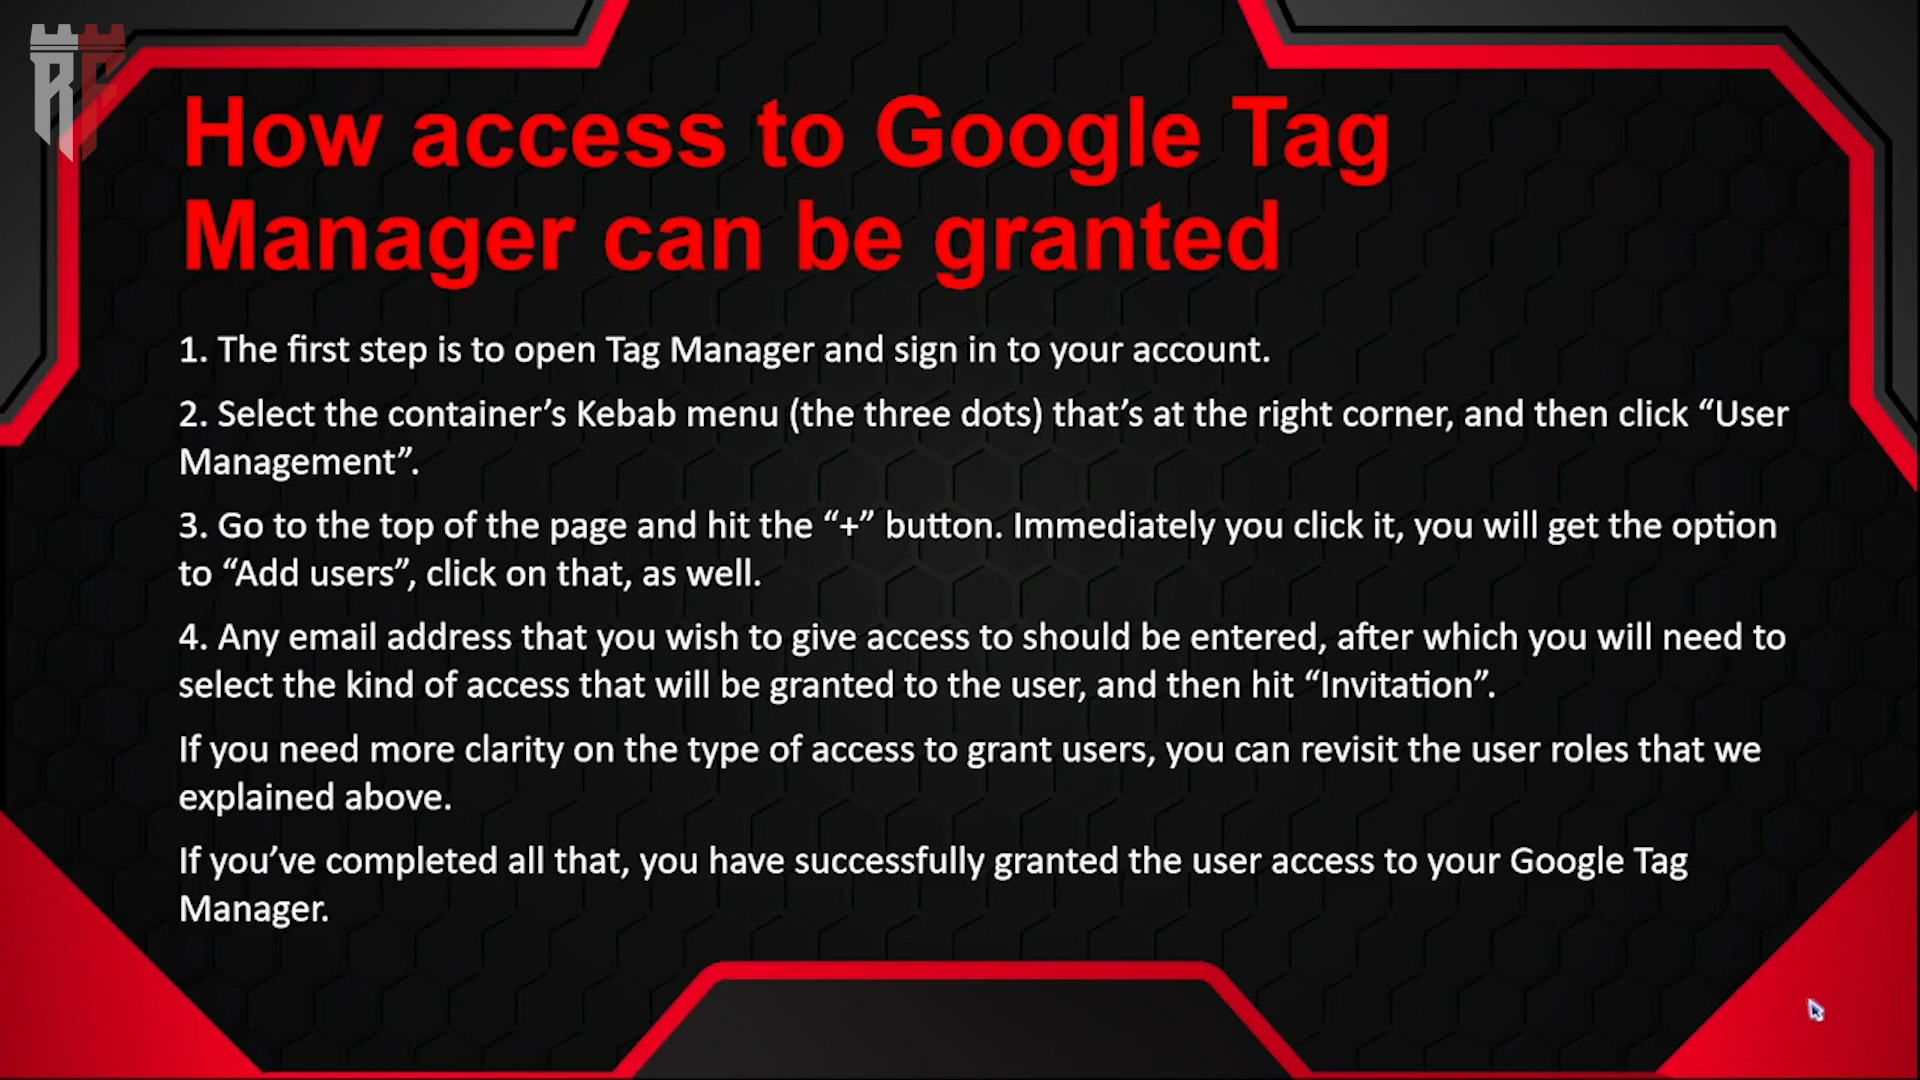 RF
How access to Google Tag
Manager can be granted
1. The first step is to open Tag Manager and sign in to your account.
2. Select the container’s Kebab menu (the three dots) that’s at the right corner, and then click “User
Management”.
3. Go to the top of the page and hit the “+” button. Immediately you click it, you will get the option
to “Add users”, click on that, as well.
4. Any email address that you wish to give access to should be entered, after which you will need to
select the kind of access that will be granted to the user, and then hit “Invitation”.
If you need more clarity on the type of access to grant users, you can revisit the user roles that we
explained above.
If you’ve completed all that, you have successfully granted the user access to your Google Tag
Manager.